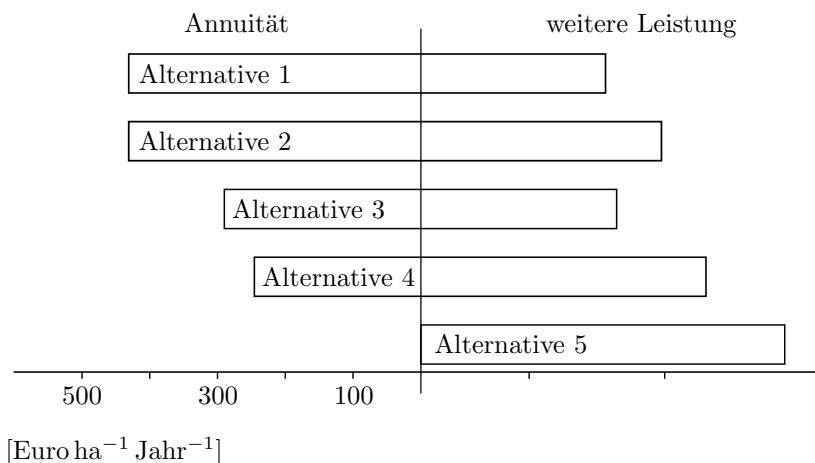 Annuität weitere Leistung
Alternative 1
Alternative 2
Alternative 3
Alternative 4
Alternative 5
500 300 100
[Euro ha⁻¹ Jahr⁻¹]